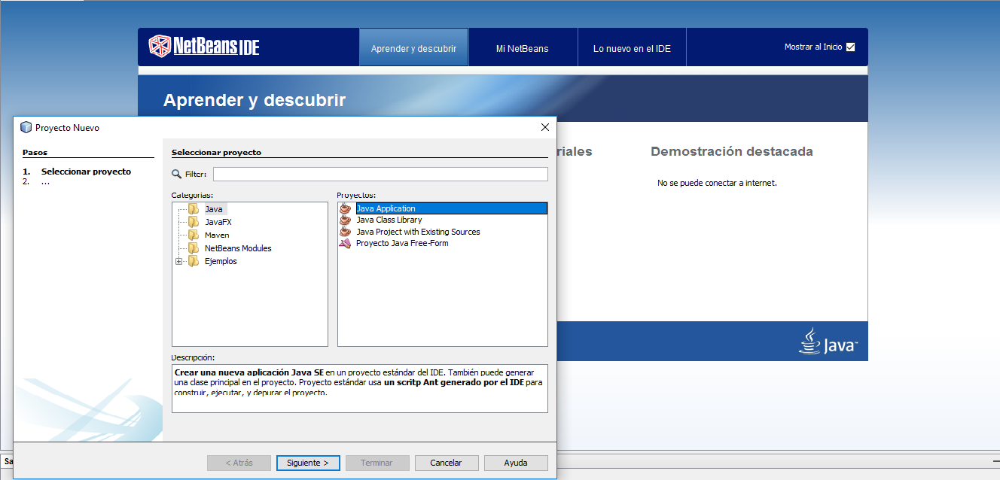 NetBeans IDE
Aprender y descubrir
Mi NetBeans
Lo nuevo en el IDE
Mostrar al Inicio
Aprender y descubrir
Proyecto Nuevo
Pasos
1. Seleccionar proyecto
2. ...
Seleccionar proyecto
Filter:
Categorías:
Java
JavaFX
Maven
NetBeans Modules
Ejemplos
Proyectos:
Java Application
Java Class Library
Java Project with Existing Sources
Proyecto Java Free-Form
Descripción:
Crear una nueva aplicación Java SE en un proyecto estándar del IDE. También puede generar
una clase principal en el proyecto. Proyecto estándar usa un scritp Ant generado por el IDE para
construir, ejecutar, y depurar el proyecto.
< Atrás
Siguiente >
Terminar
Cancelar
Ayuda
riales
Demostración destacada
No se puede conectar a internet.
Java™
Sa